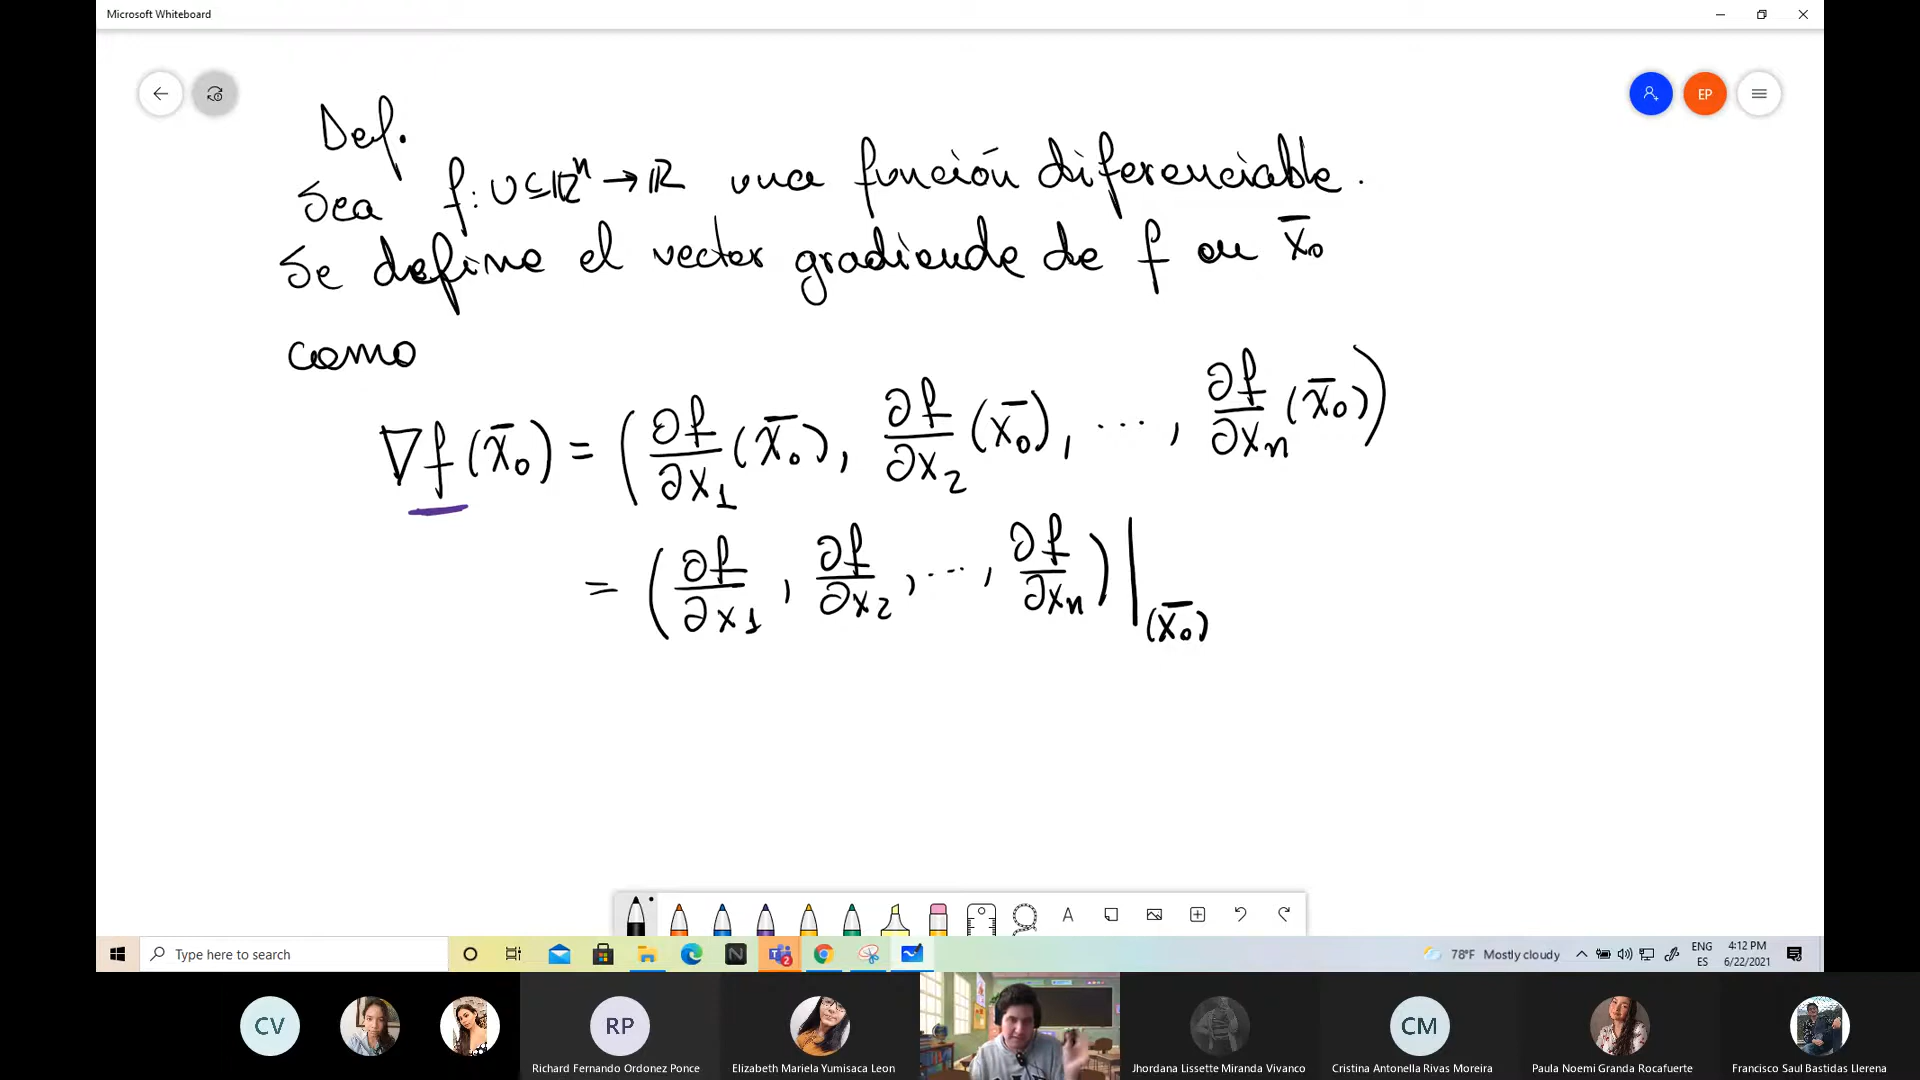 Microsoft Whiteboard
EP
Def.
Sea f: U ⊆ ℝⁿ → ℝ una función diferenciable.
Se define el vector gradiende de f en x̄₀
como
∇f(x̄₀) = (∂f/∂x₁(x̄₀), ∂f/∂x₂(x̄₀), ..., ∂f/∂xₙ(x̄₀))
= (∂f/∂x₁, ∂f/∂x₂, ..., ∂f/∂xₙ)|(x̄₀)
A
Type here to search
N
2
78°F Mostly cloudy
ENG
ES
4:12 PM
6/22/2021
CV
RP
CM
Richard Fernando Ordonez Ponce
Elizabeth Mariela Yumisaca Leon
Jhordana Lissette Miranda Vivanco
Cristina Antonella Rivas Moreira
Paula Noemi Granda Rocafuerte
Francisco Saul Bastidas Llerena